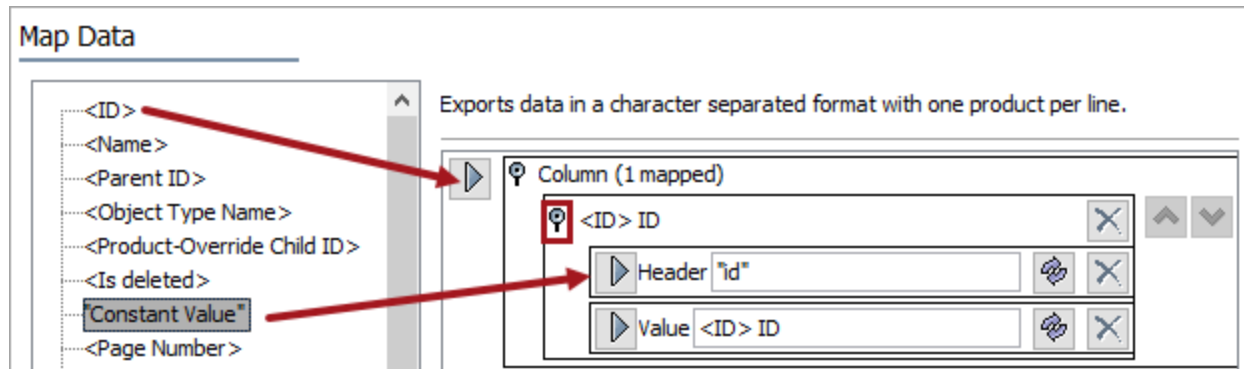 Map Data
<ID>
<Name>
<Parent ID>
<Object Type Name>
<Product-Override Child ID>
<Is deleted>
"Constant Value"
<Page Number>
Exports data in a character separated format with one product per line.
Column (1 mapped)
<ID> ID
Header "id"
Value <ID> ID